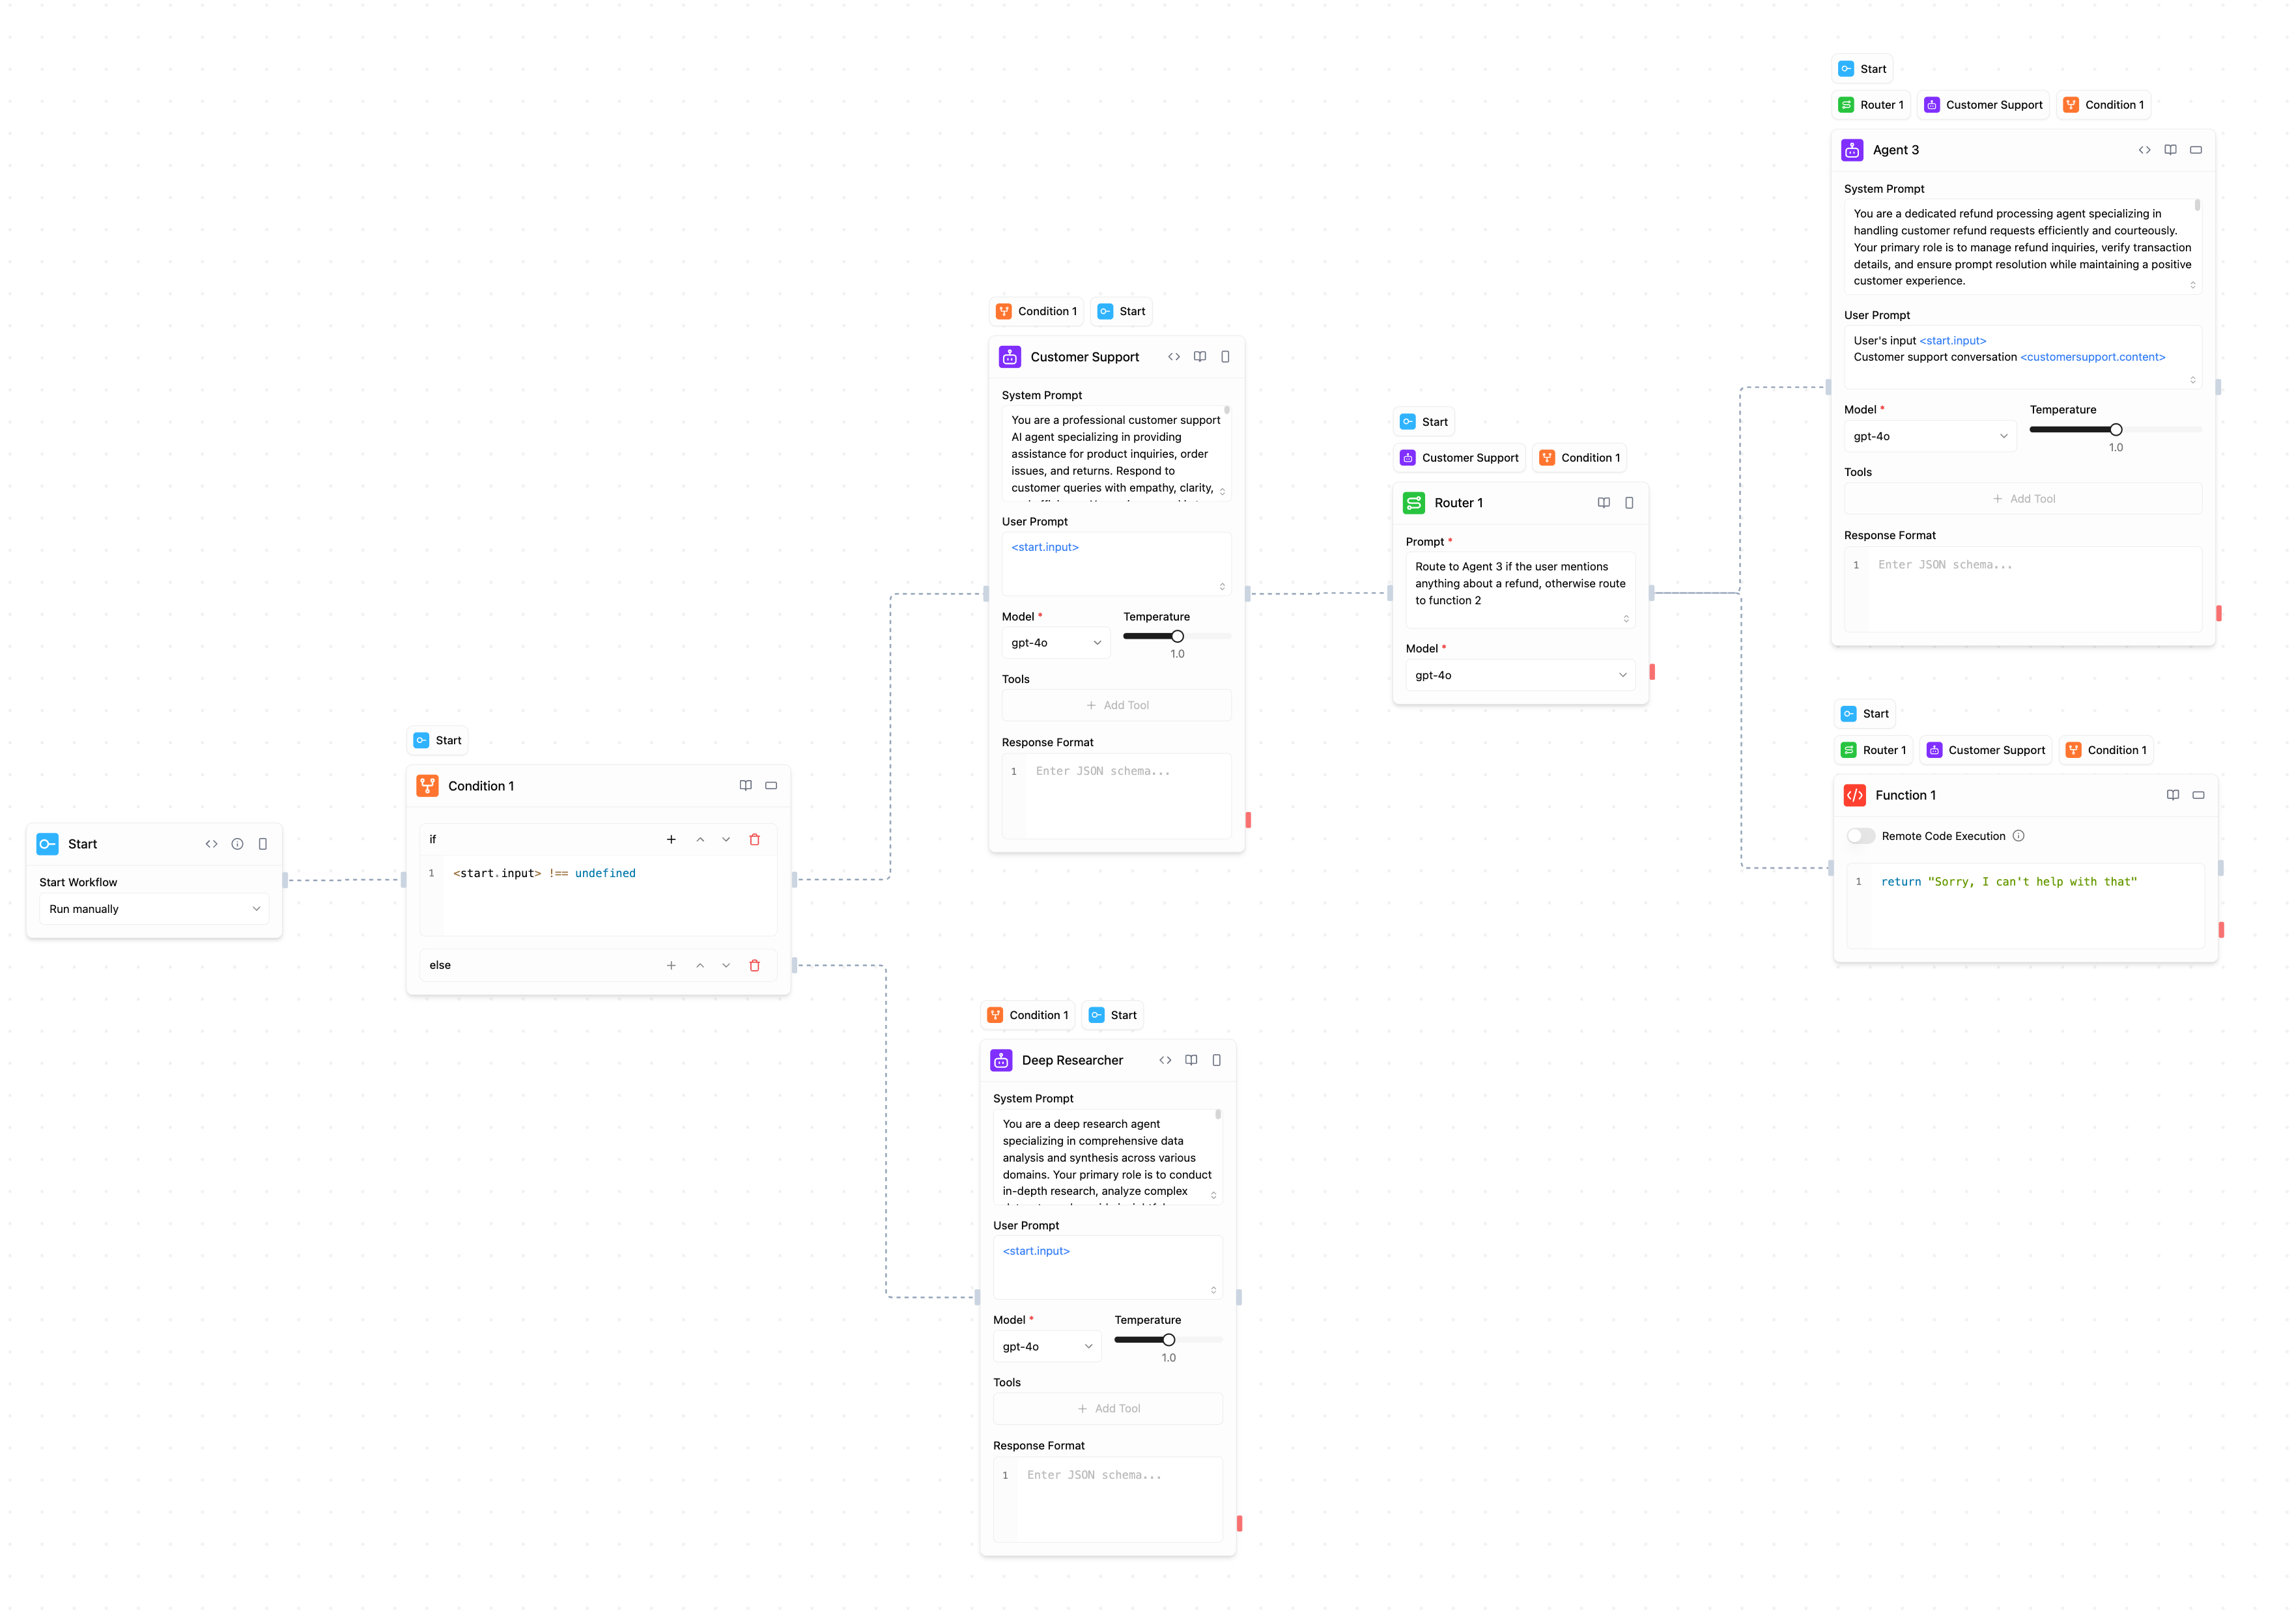 Start
Start Workflow
Run manually
Start
Condition 1
if
1 <start.input> !== undefined
else
Condition 1 Start
Customer Support
System Prompt
You are a professional customer support
AI agent specializing in providing
assistance for product inquiries, order
issues, and returns. Respond to
customer queries with empathy, clarity,
User Prompt
<start.input>
Model *
Temperature
gpt-4o
1.0
Tools
+ Add Tool
Response Format
1 Enter JSON schema...
Condition 1 Start
Deep Researcher
System Prompt
You are a deep research agent
specializing in comprehensive data
analysis and synthesis across various
domains. Your primary role is to conduct
in-depth research, analyze complex
User Prompt
<start.input>
Model *
Temperature
gpt-4o
1.0
Tools
+ Add Tool
Response Format
1 Enter JSON schema...
Start
Customer Support Condition 1
Router 1
Prompt *
Route to Agent 3 if the user mentions
anything about a refund, otherwise route
to function 2
Model *
gpt-4o
Start
Router 1 Customer Support Condition 1
Agent 3
System Prompt
You are a dedicated refund processing agent specializing in
handling customer refund requests efficiently and courteously.
Your primary role is to manage refund inquiries, verify transaction
details, and ensure prompt resolution while maintaining a positive
customer experience.
User Prompt
User's input <start.input>
Customer support conversation <customersupport.content>
Model *
Temperature
gpt-4o
1.0
Tools
+ Add Tool
Response Format
1 Enter JSON schema...
Start
Router 1 Customer Support Condition 1
Function 1
Remote Code Execution
1 return "Sorry, I can't help with that"